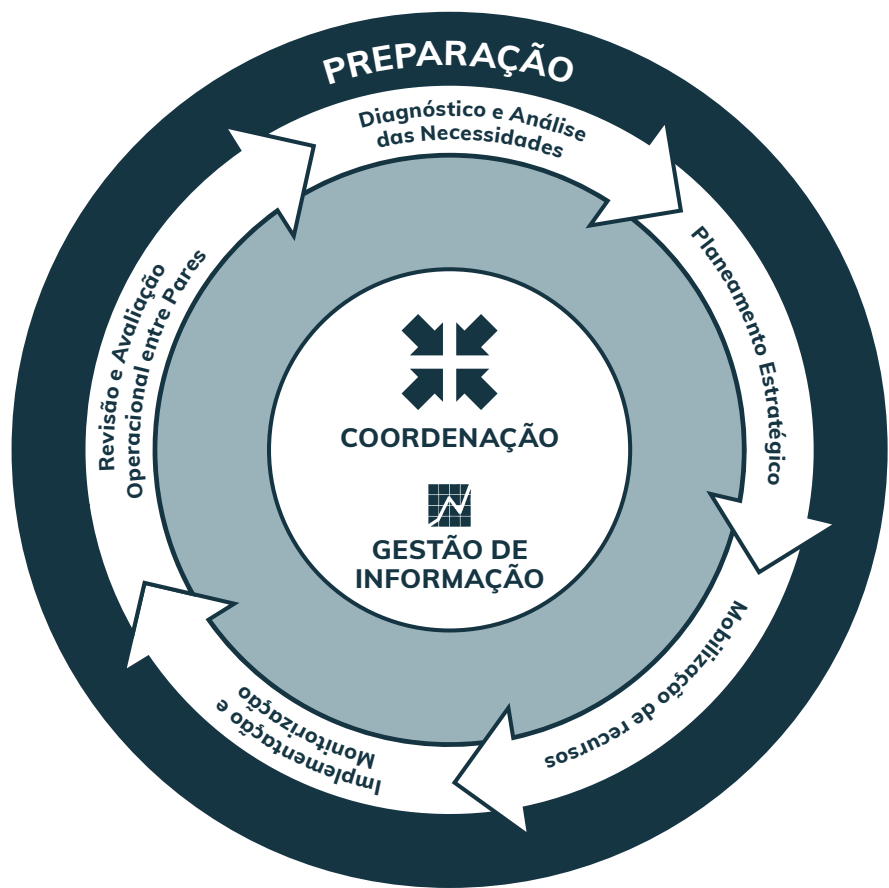 PREPARAÇÃO
Diagnóstico e Análise
das Necessidades
Planeamento Estratégico
Mobilização de recursos
Implementação e
Monitorização
Revisão e Avaliação
Operacional entre Pares
COORDENAÇÃO
GESTÃO DE
INFORMAÇÃO